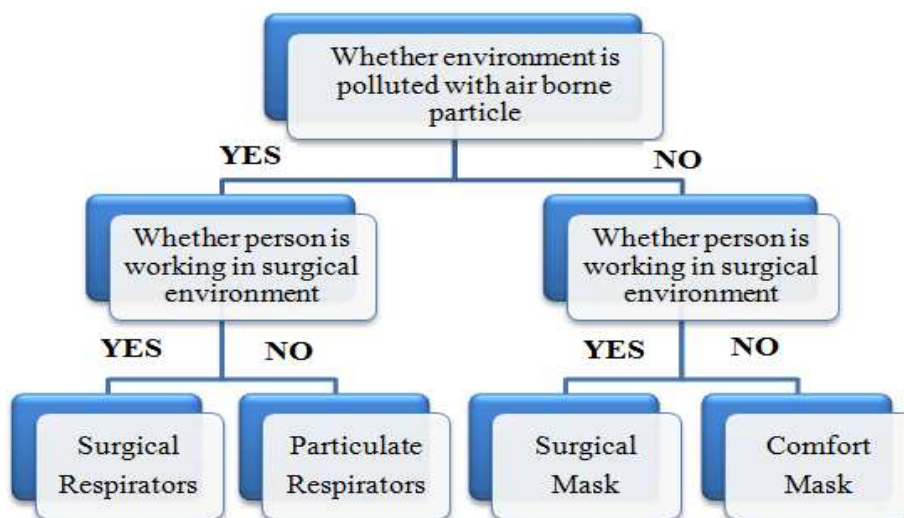 Whether environment is
polluted with air borne
particle
YES
NO
Whether person is
working in surgical
environment
Whether person is
working in surgical
environment
YES
NO
YES
NO
Surgical
Respirators
Particulate
Respirators
Surgical
Mask
Comfort
Mask